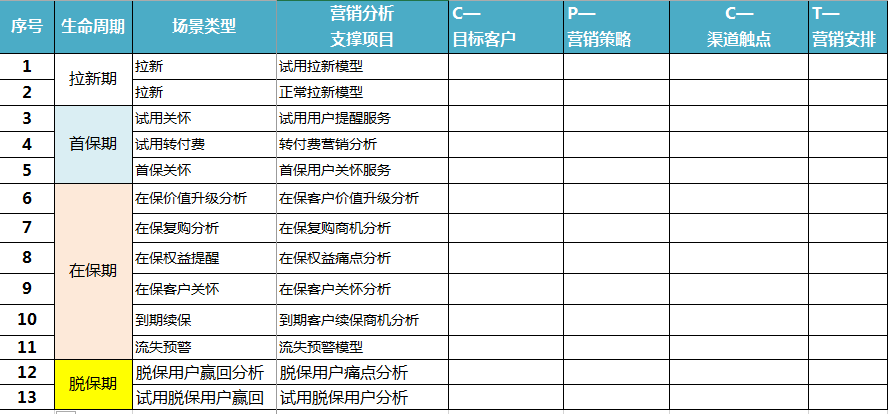 序号 生命周期 场景类型 营销分析 支撑项目 C— 目标客户 P— 营销策略 C— 渠道触点 T— 营销安排
1 拉新期 拉新 试用拉新模型
2 拉新 正常拉新模型
3 首保期 试用关怀 试用用户提醒服务
4 试用转付费 转付费营销分析
5 首保关怀 首保用户关怀服务
6 在保期 在保价值升级分析 在保客户价值升级分析
7 在保复购分析 在保复购商机分析
8 在保权益提醒 在保权益痛点分析
9 在保客户关怀 在保客户关怀分析
10 到期续保 到期客户续保商机分析
11 流失预警 流失预警模型
12 脱保期 脱保用户赢回分析 脱保用户痛点分析
13 试用脱保用户赢回 试用脱保用户分析